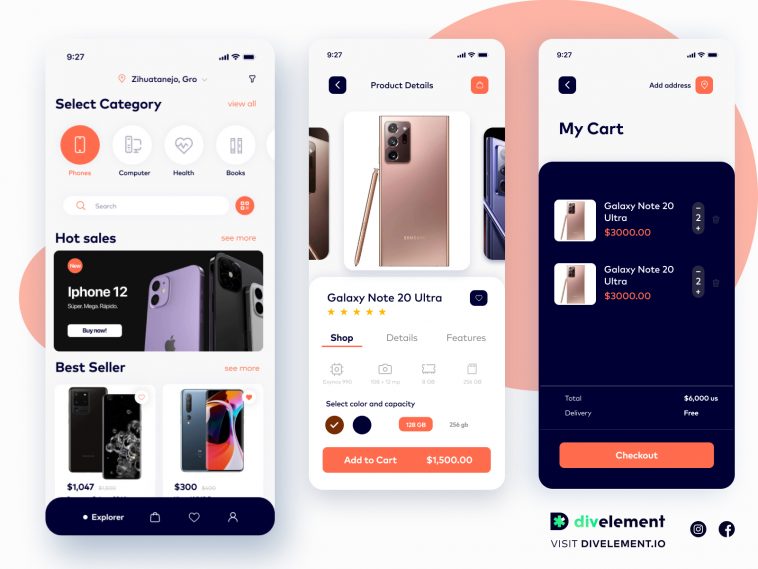 9:27
Zihuatanejo, Gro
Select Category
view all
Phones
Computer
Health
Books
Search
Hot sales
see more
New
Iphone 12
Súper. Mega. Rápido.
Buy now!
Best Seller
see more
$1,047
$1,500
$300
$400
Explorer
9:27
Product Details
SAMSUNG
Galaxy Note 20 Ultra
Shop
Details
Features
Exynos 990
108 + 12 mp
8 GB
256 GB
Select color and capacity
128 GB
256 gb
Add to Cart
$1,500.00
9:27
Add address
My Cart
Galaxy Note 20
Ultra
$3000.00
2
Galaxy Note 20
Ultra
$3000.00
2
Total
$6,000 us
Delivery
Free
Checkout
divelement
VISIT DIVELEMENT.IO